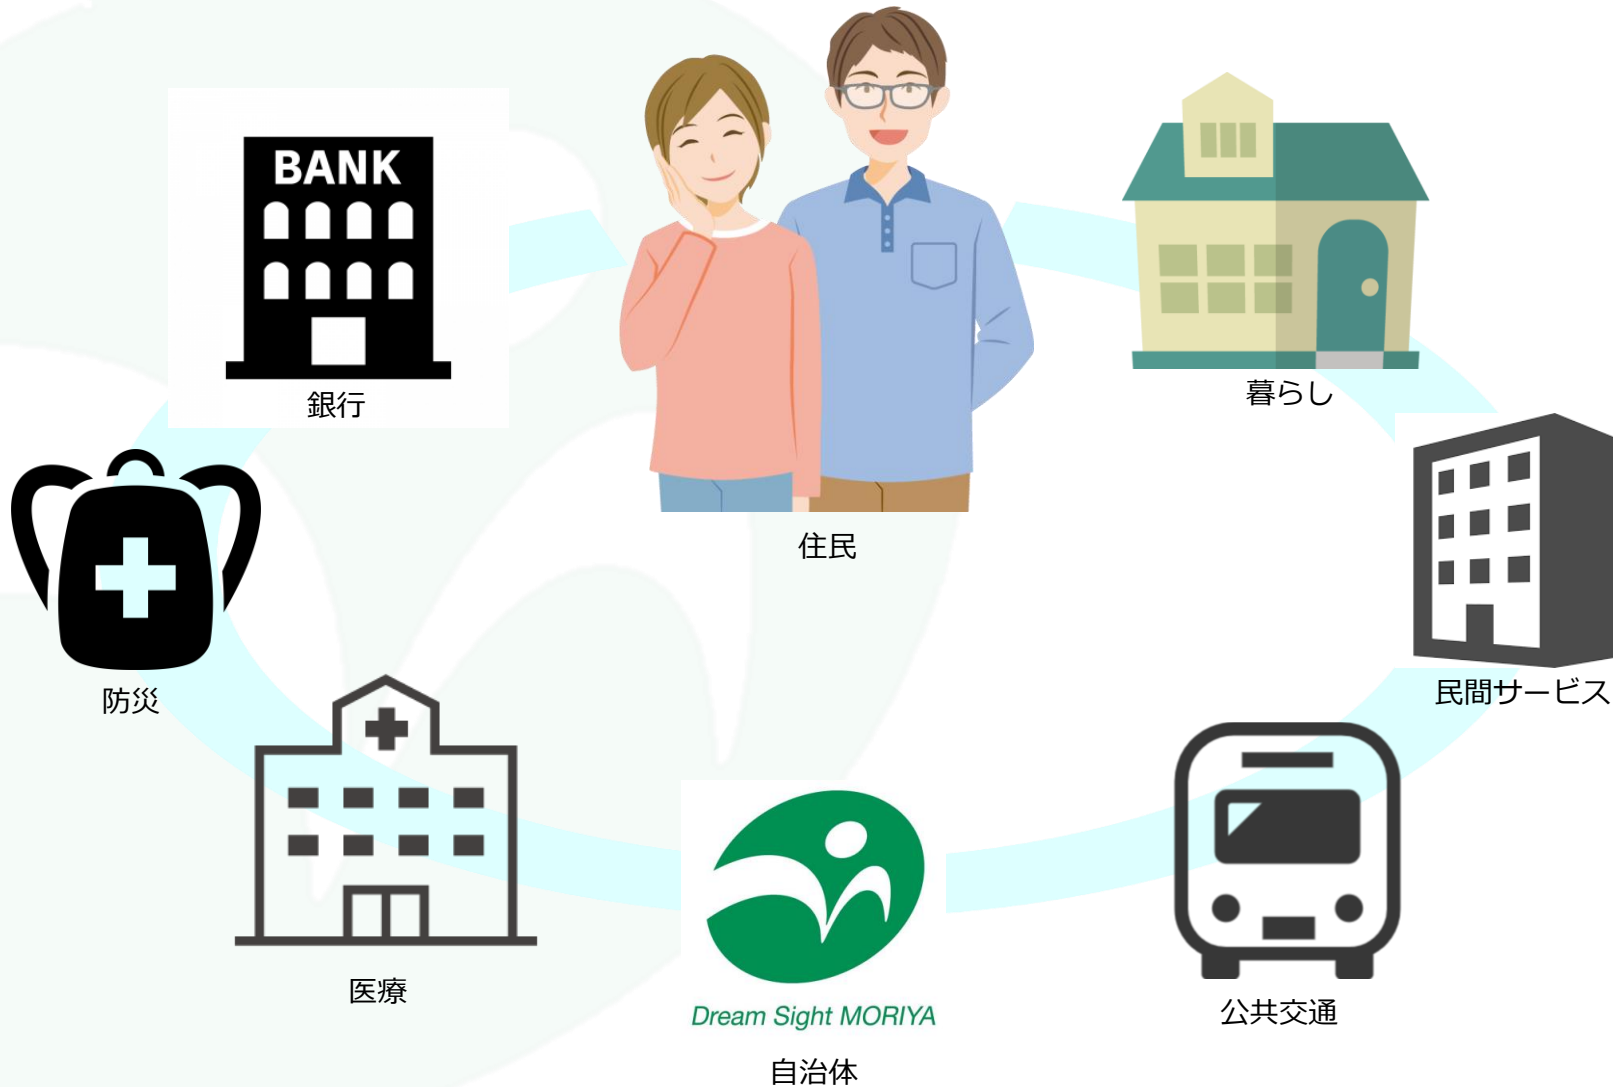 BANK
銀行
住民
暮らし
防災
民間サービス
医療
Dream Sight MORIYA
自治体
公共交通